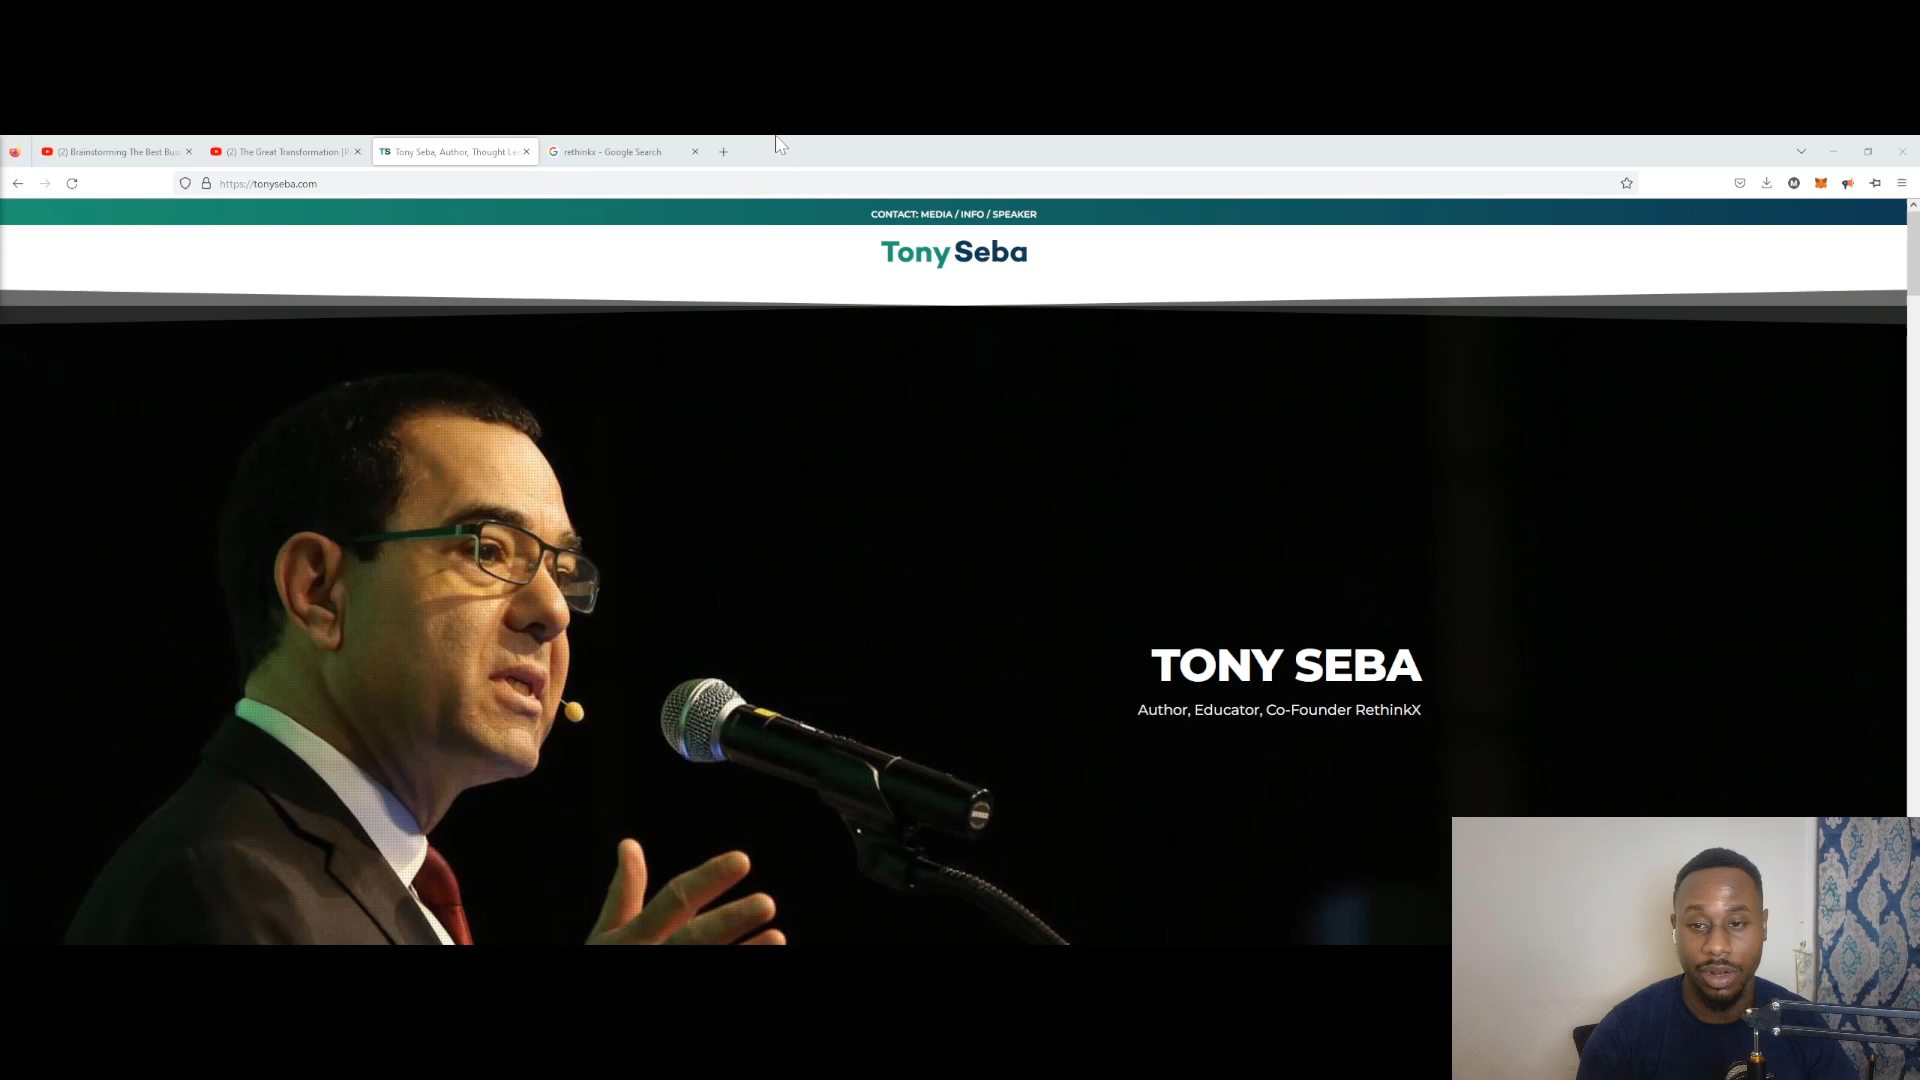 (2) Brainstorming The Best Bus
(2) The Great Transformation [P
TS Tony Seba, Author, Thought Le
rethinkx - Google Search
https://tonyseba.com
CONTACT: MEDIA / INFO / SPEAKER
Tony Seba
TONY SEBA
Author, Educator, Co-Founder RethinkX